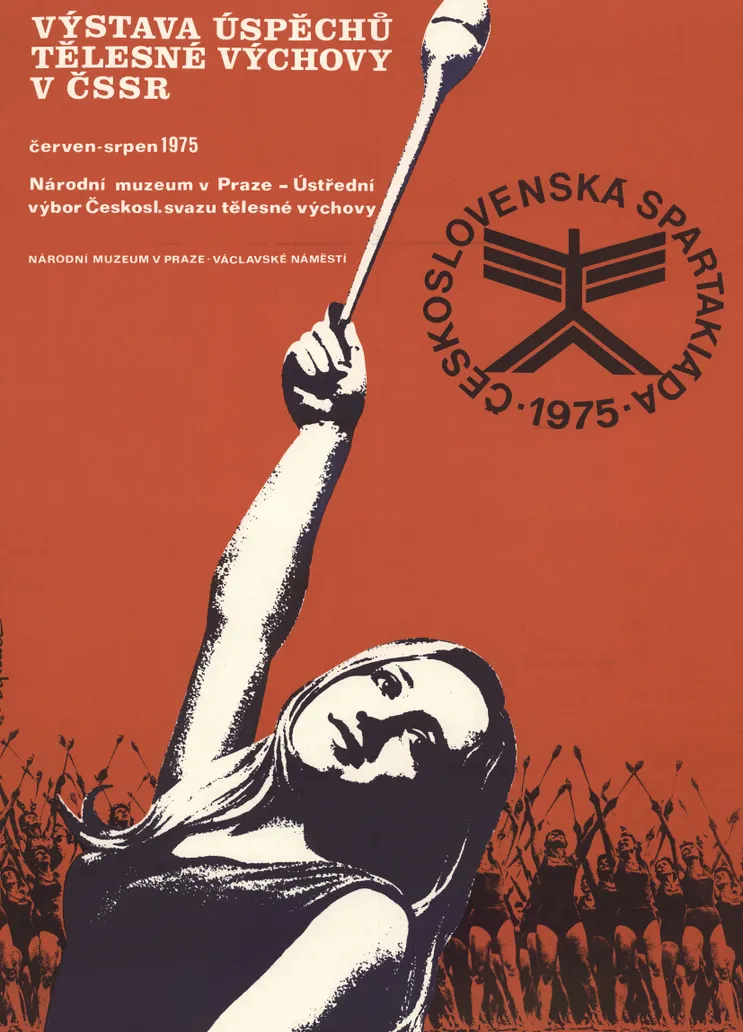 VÝSTAVA ÚSPĚCHŮ
TĚLESNÉ VÝCHOVY
V ČSSR
červen-srpen 1975
Národní muzeum v Praze – Ústřední
výbor Českosl. svazu tělesné výchovy
NÁRODNÍ MUZEUM V PRAZE · VÁCLAVSKÉ NÁMĚSTÍ
ČESKOSLOVENSKÁ SPARTAKIÁDA
· 1975 ·